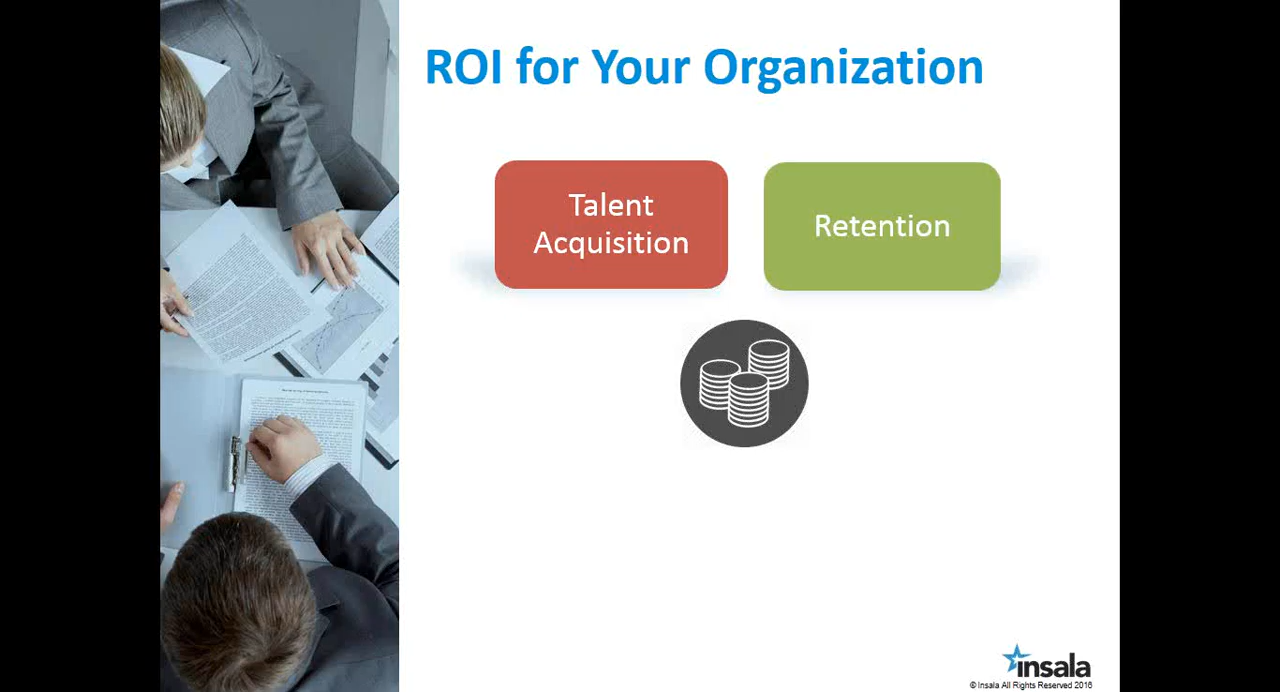 ROI for Your Organization
Talent
Acquisition
Retention
insala
© Insala All Rights Reserved 2016